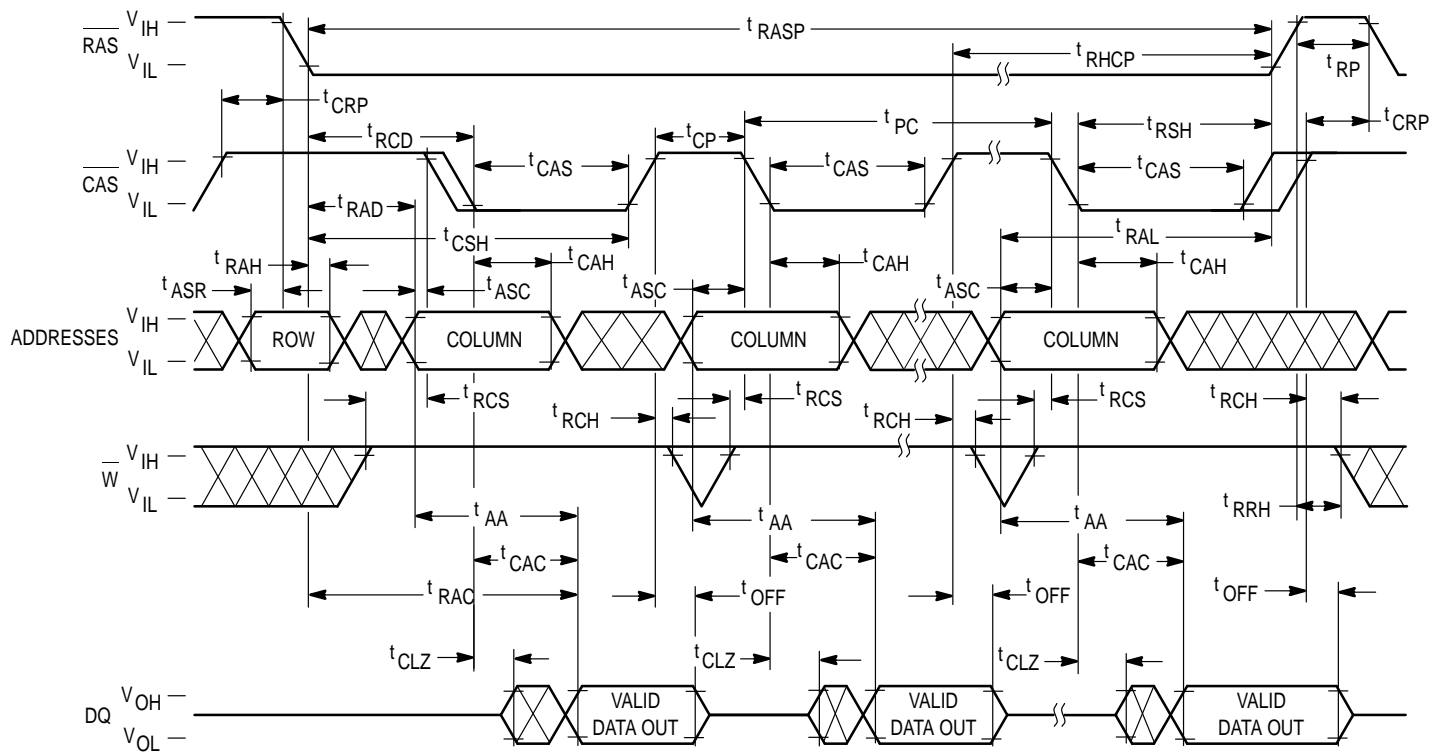 RAS
V IH
V IL
t RASP
t RHCP
t RP
t CRP
t RCD
t CP
t PC
t RSH
t CRP
CAS
V IH
V IL
t CAS
t CAS
t CAS
t RAD
t CSH
t RAL
t RAH
t CAH
t CAH
t CAH
t ASR
t ASC
t ASC
t ASC
ADDRESSES
V IH
V IL
ROW
COLUMN
COLUMN
COLUMN
t RCS
t RCH
t RCS
t RCH
t RCS
t RCH
W
V IH
V IL
t RRH
t AA
t AA
t AA
t CAC
t CAC
t CAC
t RAC
t OFF
t OFF
t OFF
t CLZ
t CLZ
t CLZ
DQ
V OH
V OL
VALID
DATA OUT
VALID
DATA OUT
VALID
DATA OUT